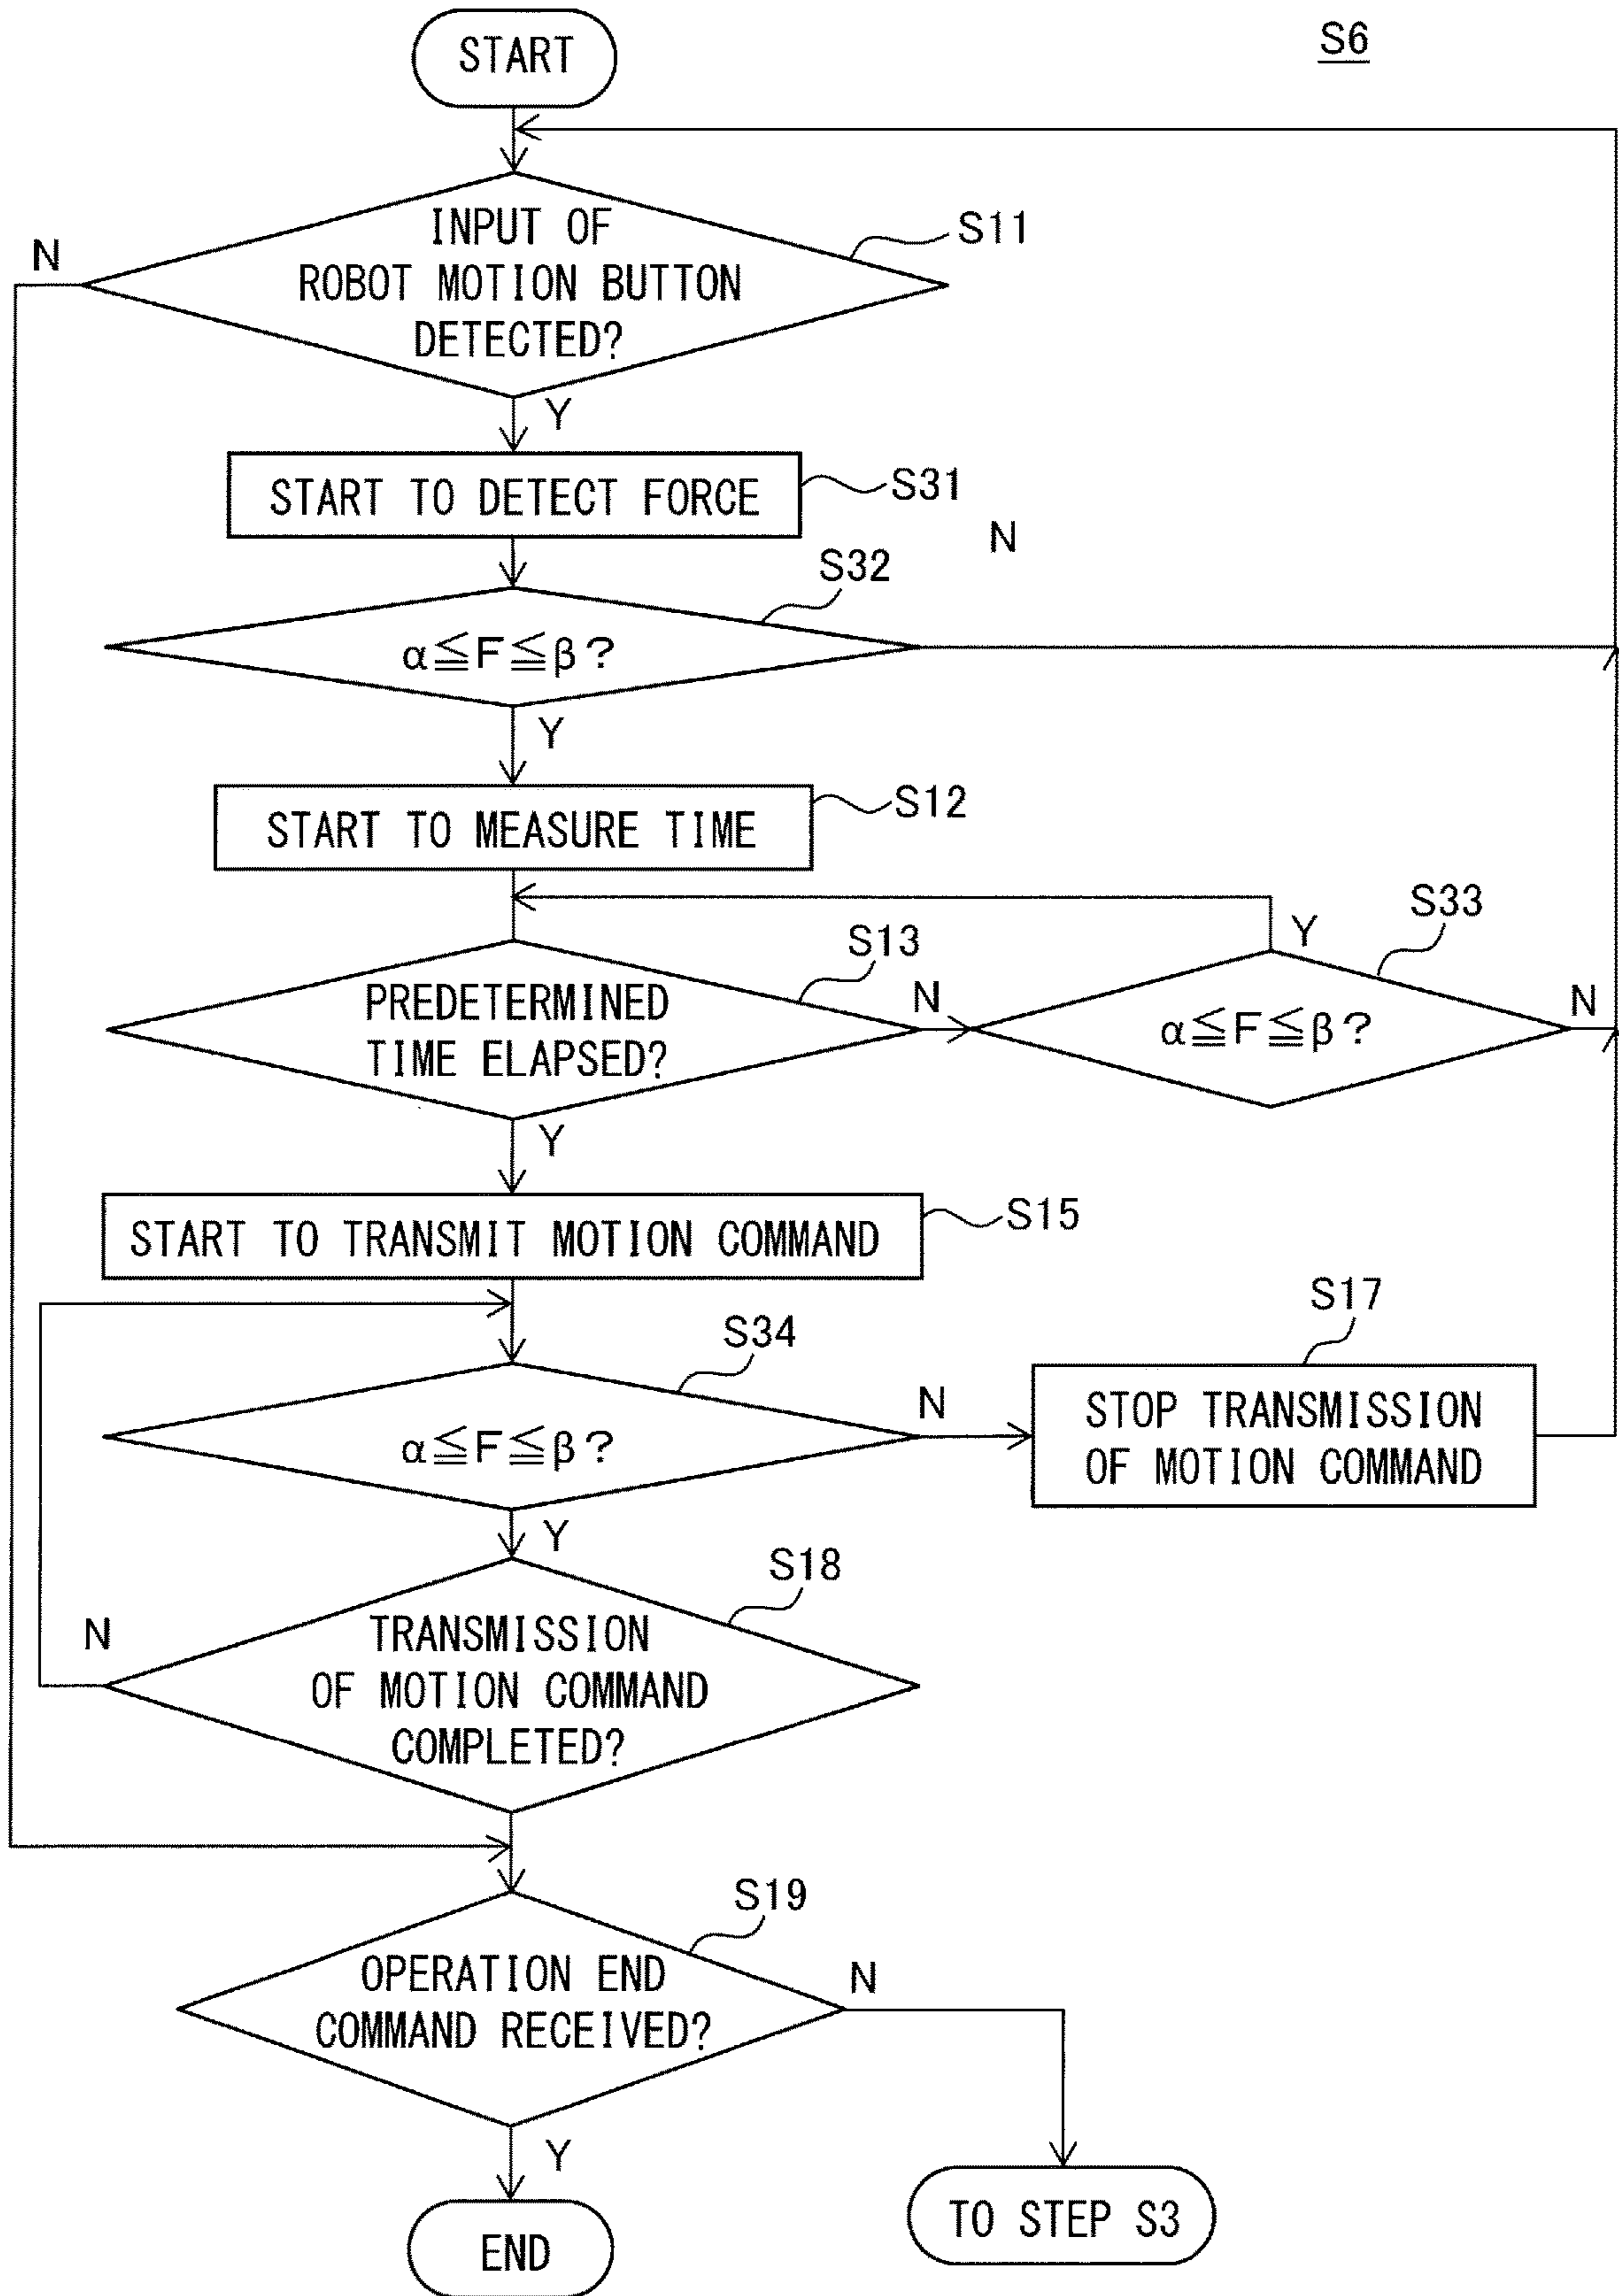 START
S6
INPUT OF
ROBOT MOTION BUTTON
DETECTED?
S11
N
Y
START TO DETECT FORCE
S31
N
S32
α≦F≦β?
Y
START TO MEASURE TIME
S12
S13
PREDETERMINED
TIME ELAPSED?
N
Y
S33
α≦F≦β?
N
Y
START TO TRANSMIT MOTION COMMAND
S15
S34
α≦F≦β?
N
S17
STOP TRANSMISSION
OF MOTION COMMAND
Y
S18
N
TRANSMISSION
OF MOTION COMMAND
COMPLETED?
S19
OPERATION END
COMMAND RECEIVED?
N
Y
END
TO STEP S3